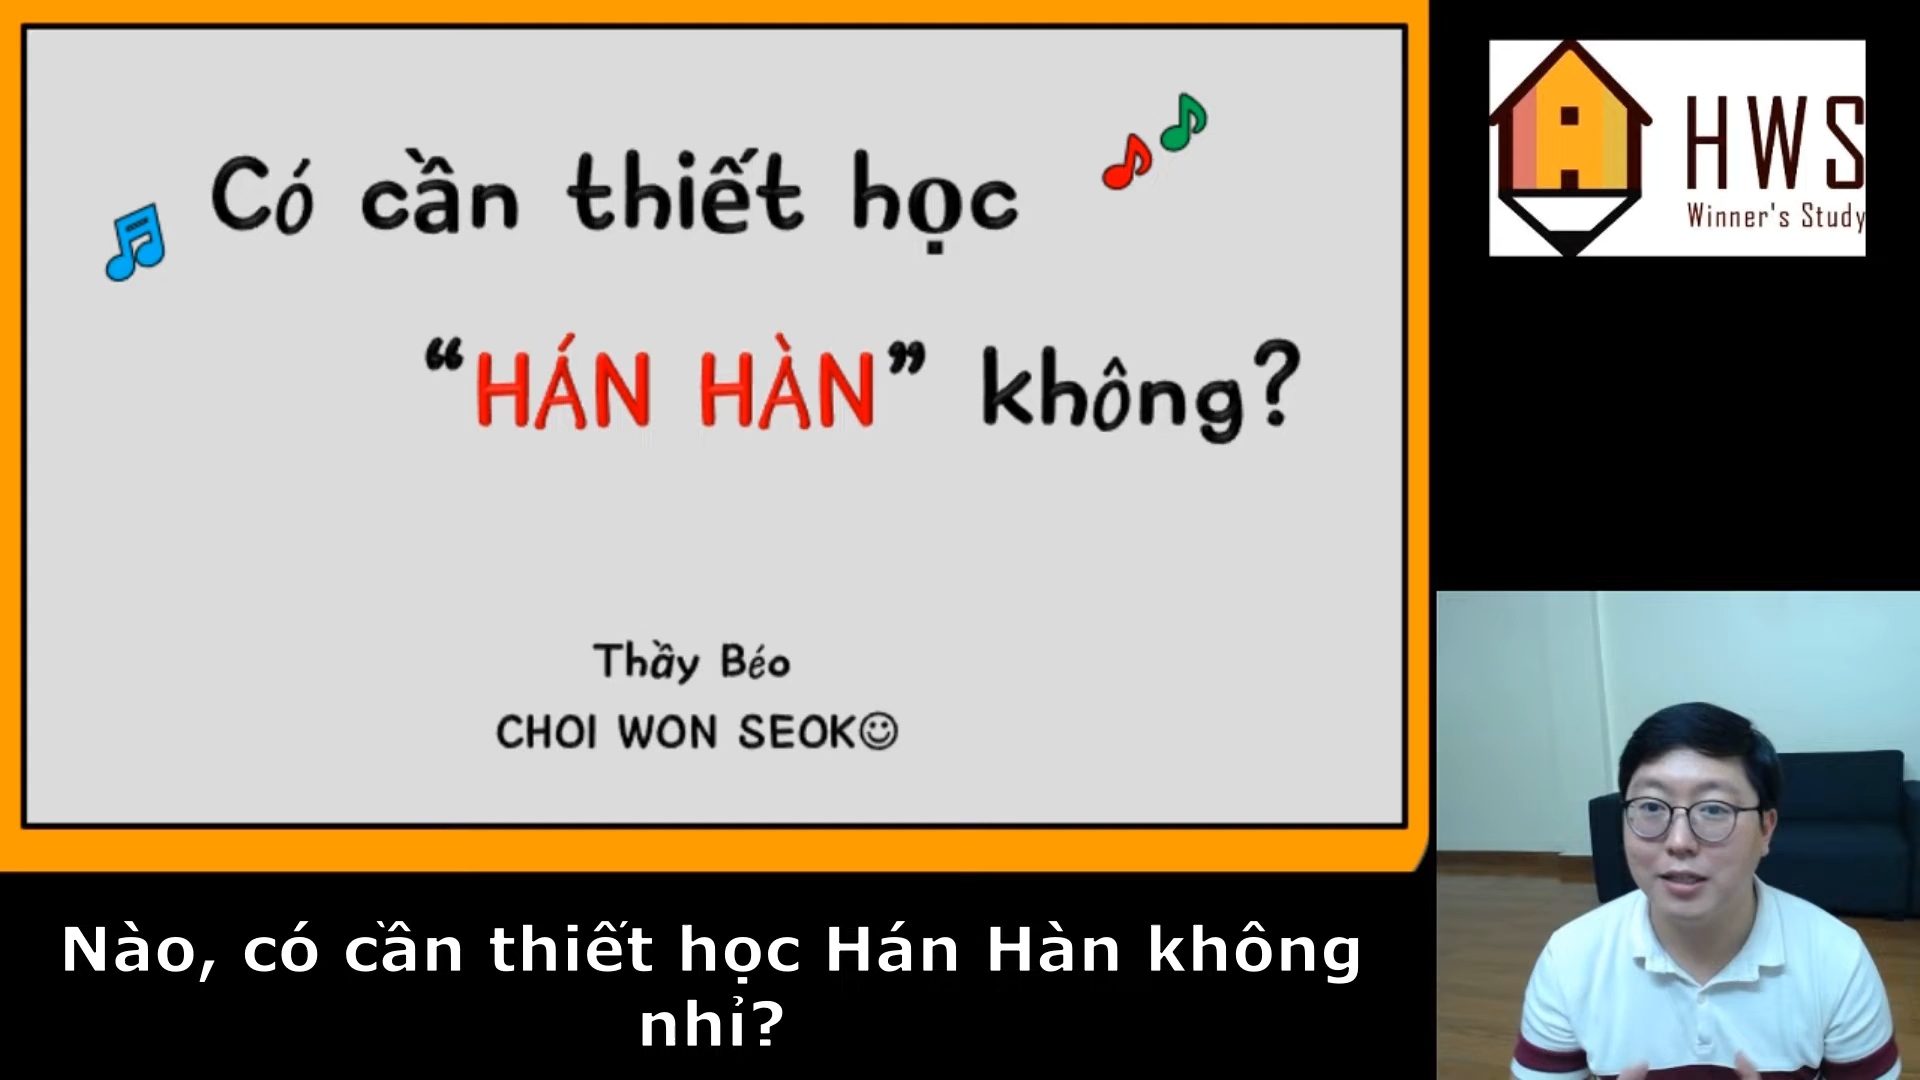 Có cần thiết học
“HÁN HÀN” không?
Thầy Béo
CHOI WON SEOK☺
HWS
Winner's Study
Nào, có cần thiết học Hán Hàn không
nhỉ?